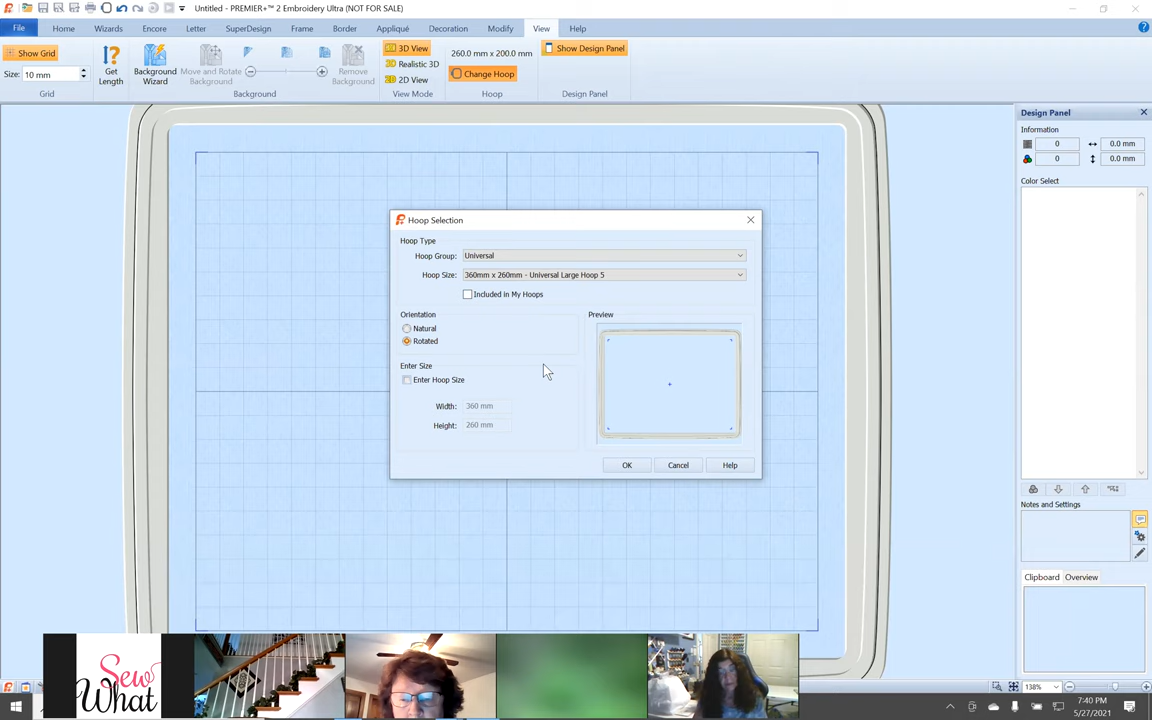 Untitled - PREMIER+™ 2 Embroidery Ultra (NOT FOR SALE)
File Home Wizards Encore Letter SuperDesign Frame Border Appliqué Decoration Modify View Help
Show Grid
Size: 10 mm
Grid
Get Length
Background Wizard
Move and Rotate Background
Remove Background
Background
3D View
Realistic 3D
2D View
View Mode
260.0 mm x 200.0 mm
Change Hoop
Hoop
Show Design Panel
Design Panel
Hoop Selection
Hoop Type
Hoop Group: Universal
Hoop Size: 360mm x 260mm - Universal Large Hoop 5
Included in My Hoops
Orientation
Natural
Rotated
Enter Size
Enter Hoop Size
Width: 360 mm
Height: 260 mm
Preview
OK Cancel Help
Design Panel
Information
0 0.0 mm
0 0.0 mm
Color Select
Notes and Settings
Clipboard Overview
138%
Sew What
7:40 PM
5/27/2021